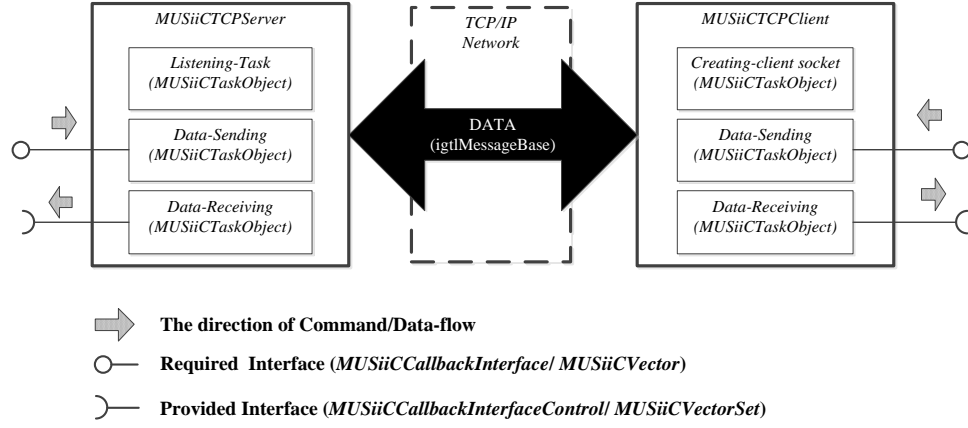 MUSiiCTCPServer
Listening-Task
(MUSiiCTaskObject)
Data-Sending
(MUSiiCTaskObject)
Data-Receiving
(MUSiiCTaskObject)
TCP/IP
Network
DATA
(igtlMessageBase)
MUSiiCTCPClient
Creating-client socket
(MUSiiCTaskObject)
Data-Sending
(MUSiiCTaskObject)
Data-Receiving
(MUSiiCTaskObject)
The direction of Command/Data-flow
Required Interface (MUSiiCCallbackInterface/ MUSiiCVector)
Provided Interface (MUSiiCCallbackInterfaceControl/ MUSiiCVectorSet)